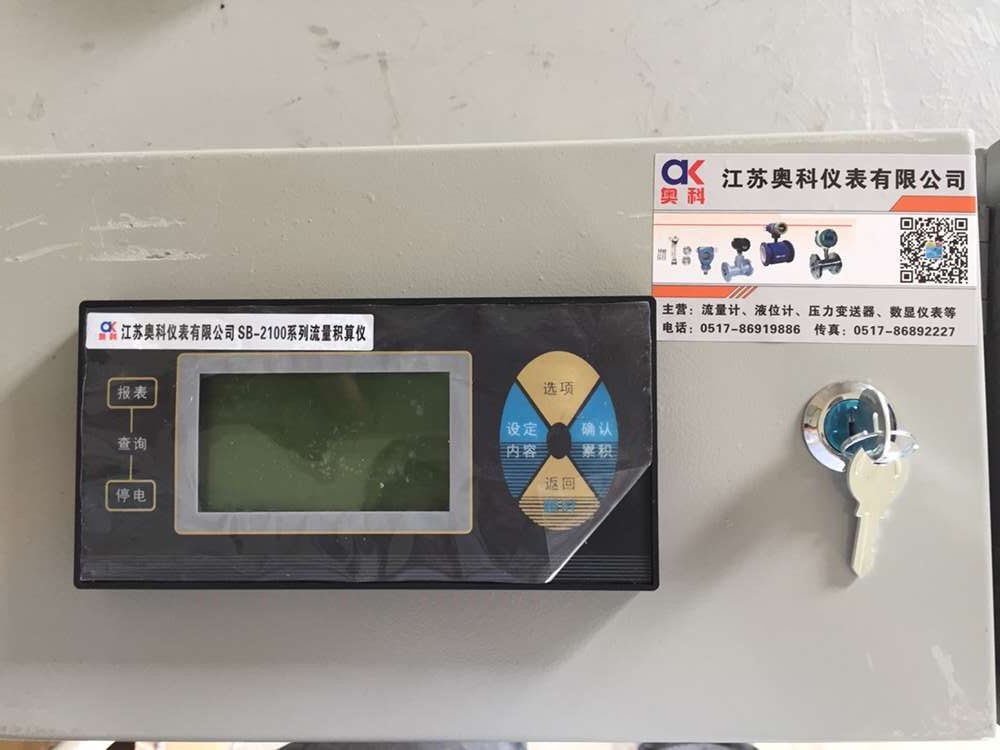 奥科
江苏奥科仪表有限公司
主营：流量计、液位计、压力变送器、数显仪表等
电话：0517-86919886 传真：0517-86892227
奥科 江苏奥科仪表有限公司 SB-2100系列流量积算仪
报表
查询
停电
选项
设定 确认
内容 累积
返回